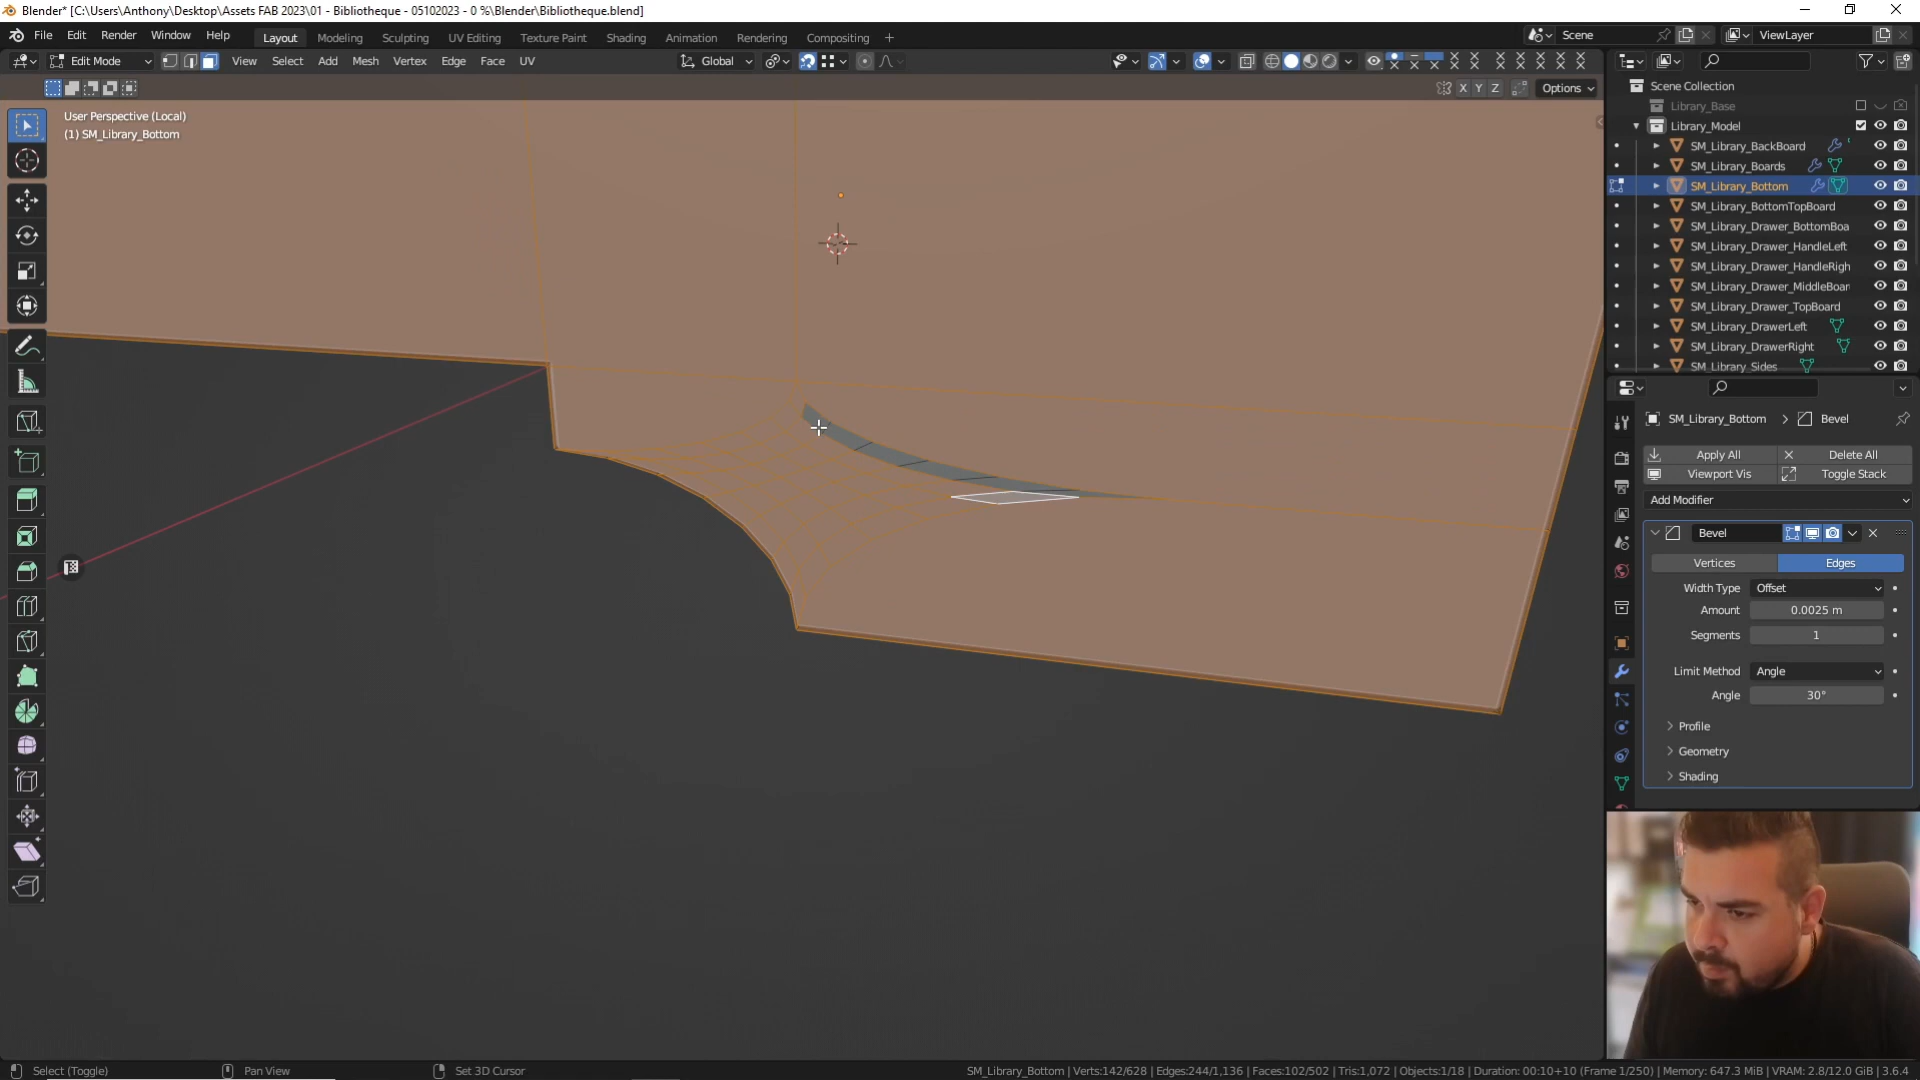 Blender* [C:\Users\Anthony\Desktop\Assets FAB 2023\01 - Bibliotheque - 05102023 - 0 %\Blender\Bibliotheque.blend]
File Edit Render Window Help Layout Modeling Sculpting UV Editing Texture Paint Shading Animation Rendering Compositing + Scene ViewLayer
Edit Mode View Select Add Mesh Vertex Edge Face UV Global
X Y Z Options
User Perspective (Local)
(1) SM_Library_Bottom
Scene Collection
Library_Base
Library_Model
SM_Library_BackBoard
SM_Library_Boards
SM_Library_Bottom
SM_Library_BottomTopBoard
SM_Library_Drawer_BottomBoa
SM_Library_Drawer_HandleLeft
SM_Library_Drawer_HandleRigh
SM_Library_Drawer_MiddleBoar
SM_Library_Drawer_TopBoard
SM_Library_DrawerLeft
SM_Library_DrawerRight
SM_Library_Sides
SM_Library_Bottom > Bevel
Apply All Delete All
Viewport Vis Toggle Stack
Add Modifier
Bevel
Vertices Edges
Width Type Offset
Amount 0.0025 m
Segments 1
Limit Method Angle
Angle 30°
Profile
Geometry
Shading
Select (Toggle) Pan View Set 3D Cursor SM_Library_Bottom | Verts:142/628 | Edges:244/1,136 | Faces:102/502 | Tris:1,072 | Objects:1/18 | Duration: 00:10+10 (Frame 1/250) | Memory: 647.3 MiB | VRAM: 2.8/12.0 GiB | 3.6.4